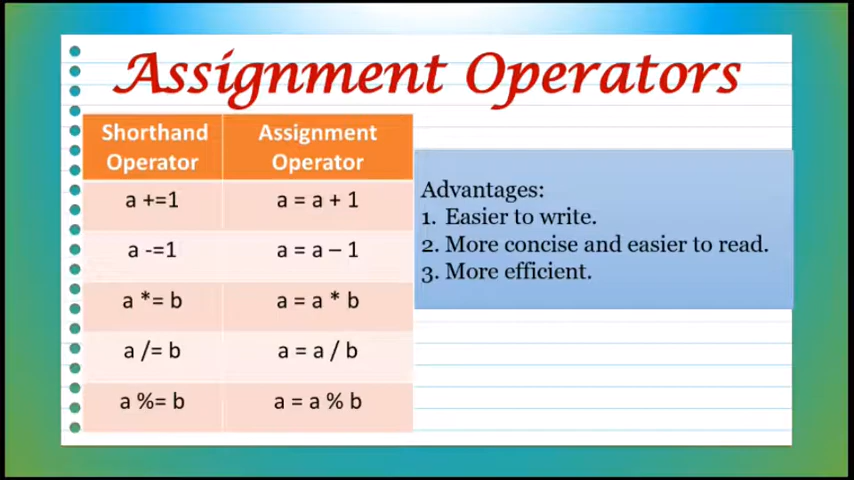 Assignment Operators
Shorthand Assignment
Operator Operator
a +=1 a = a + 1
a -=1 a = a – 1
a *= b a = a * b
a /= b a = a / b
a %= b a = a % b
Advantages:
1. Easier to write.
2. More concise and easier to read.
3. More efficient.